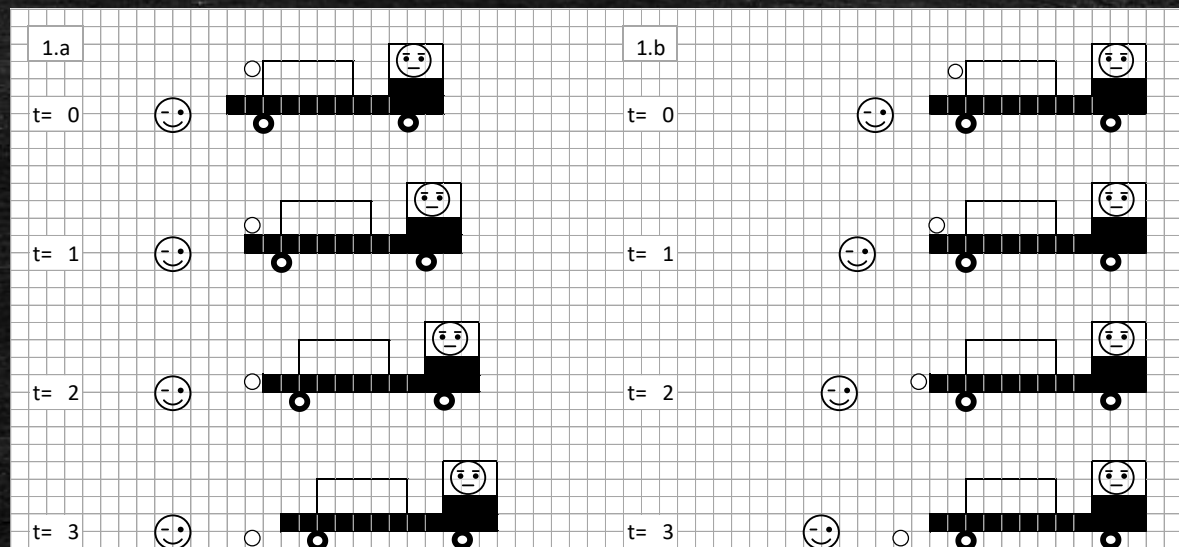 1.a
1.b
t= 0
t= 0
t= 1
t= 1
t= 2
t= 2
t= 3
t= 3